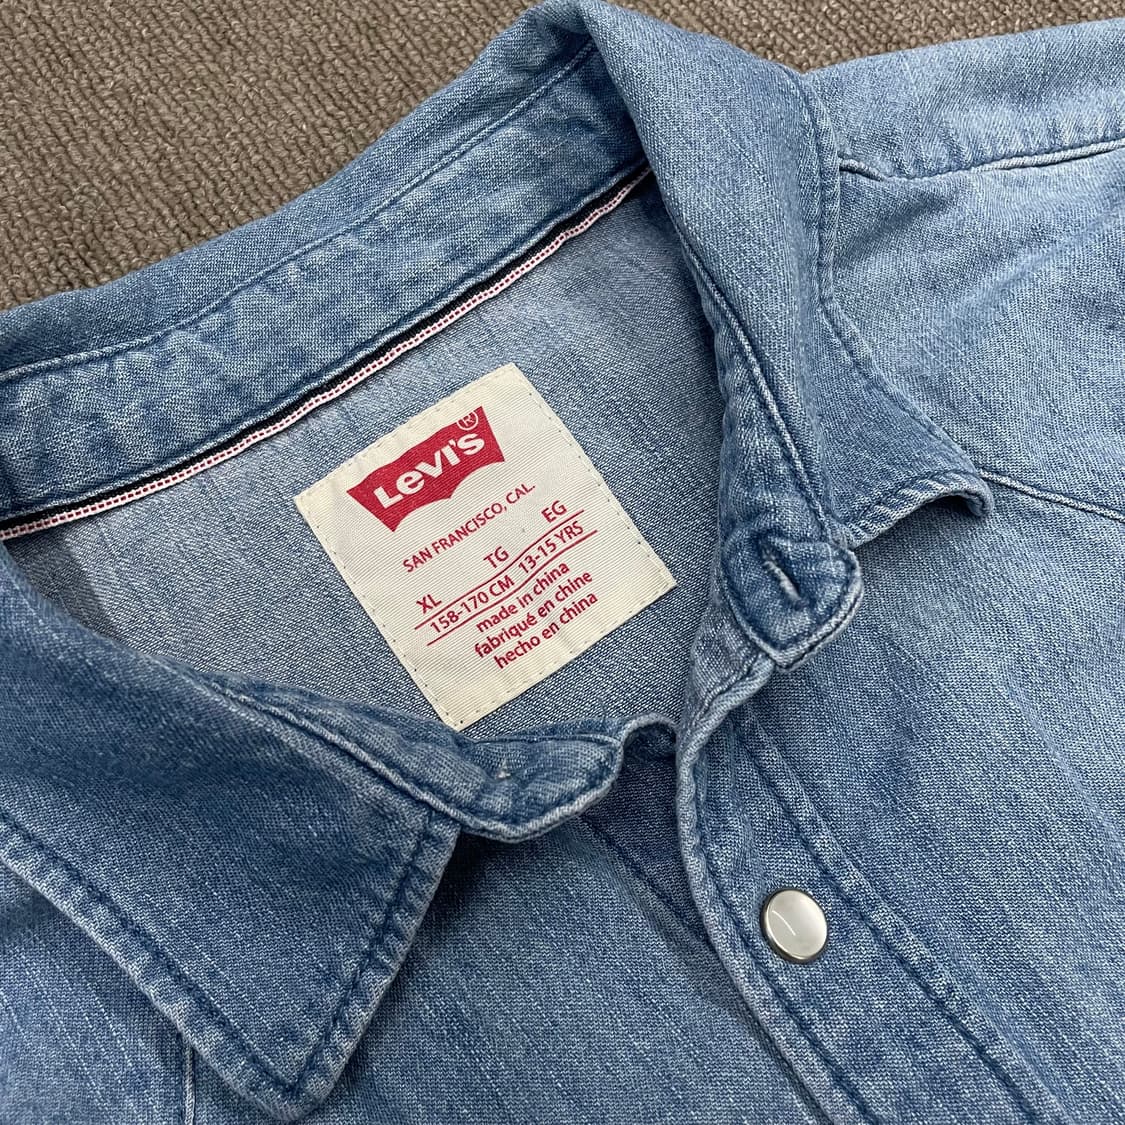 Levi's®
SAN FRANCISCO, CAL.
XL TG EG
158-170 CM 13-15 YRS
made in china
fabriqué en chine
hecho en china